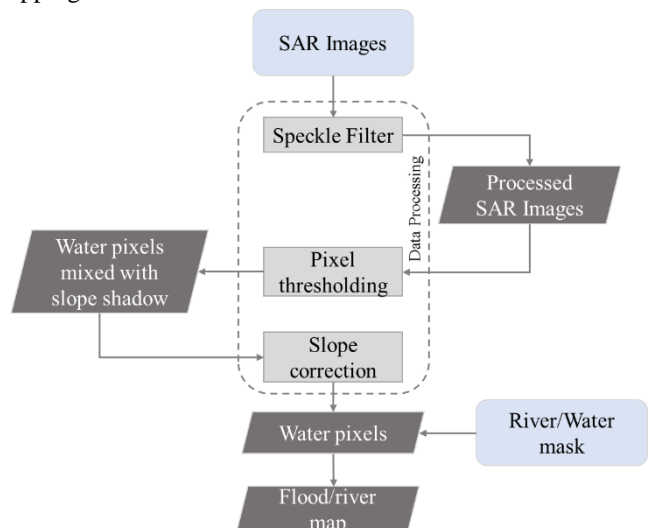 SAR Images
Speckle Filter
Data Processing
Processed
SAR Images
Water pixels
mixed with
slope shadow
Pixel
thresholding
Slope
correction
Water pixels
River/Water
mask
Flood/river
map